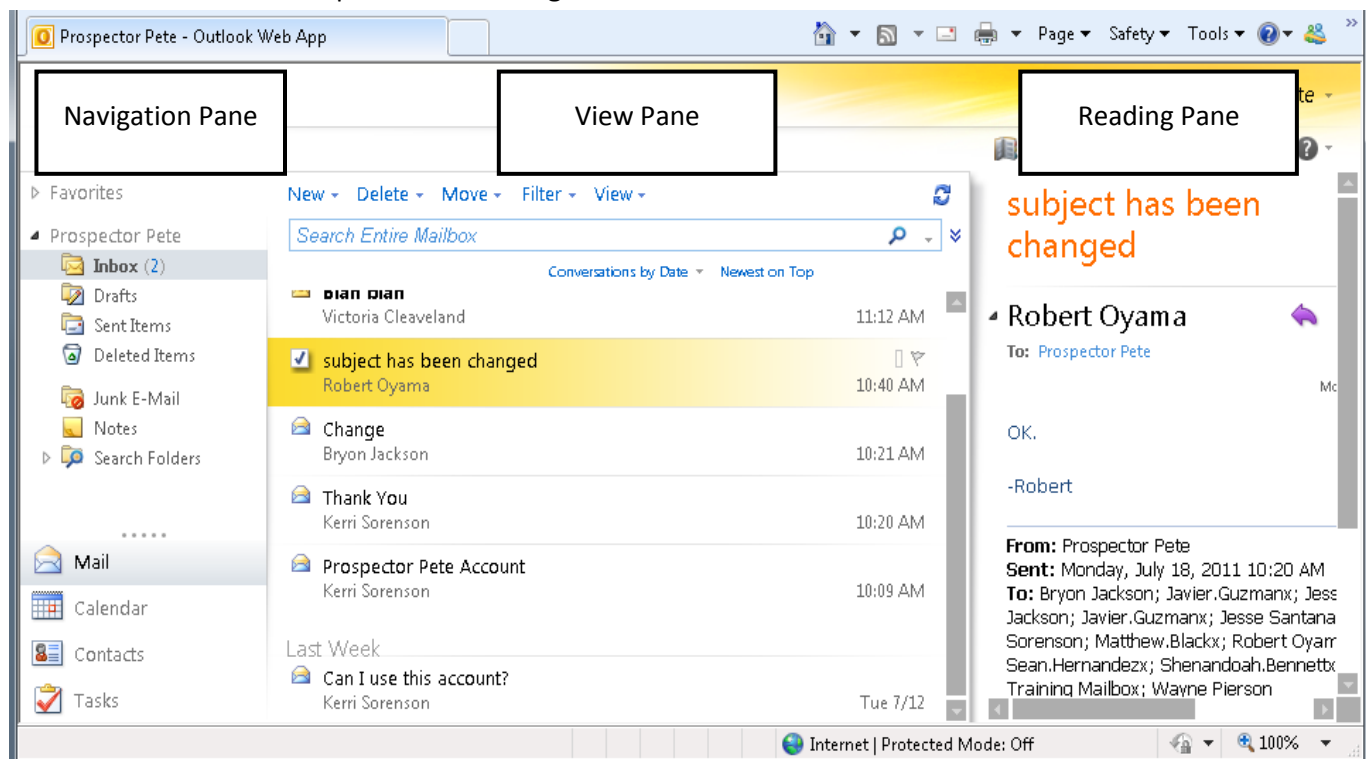 Prospector Pete - Outlook Web App
Page Safety Tools
Navigation Pane
View Pane
Reading Pane
Favorites
Prospector Pete
Inbox (2)
Drafts
Sent Items
Deleted Items
Junk E-Mail
Notes
Search Folders
Mail
Calendar
Contacts
Tasks
New Delete Move Filter View
Search Entire Mailbox
Conversations by Date Newest on Top
Victoria Cleaveland 11:12 AM
subject has been changed
Robert Oyama 10:40 AM
Change
Bryon Jackson 10:21 AM
Thank You
Kerri Sorenson 10:20 AM
Prospector Pete Account
Kerri Sorenson 10:09 AM
Last Week
Can I use this account?
Kerri Sorenson Tue 7/12
subject has been
changed
Robert Oyama
To: Prospector Pete
OK.
-Robert
From: Prospector Pete
Sent: Monday, July 18, 2011 10:20 AM
To: Bryon Jackson; Javier.Guzmanx; Jess
Jackson; Javier.Guzmanx; Jesse Santana
Sorenson; Matthew.Blackx; Robert Oyam
Sean.Hernandezx; Shenandoah.Bennettx
Training Mailbox; Wayne Pierson
Internet | Protected Mode: Off 100%